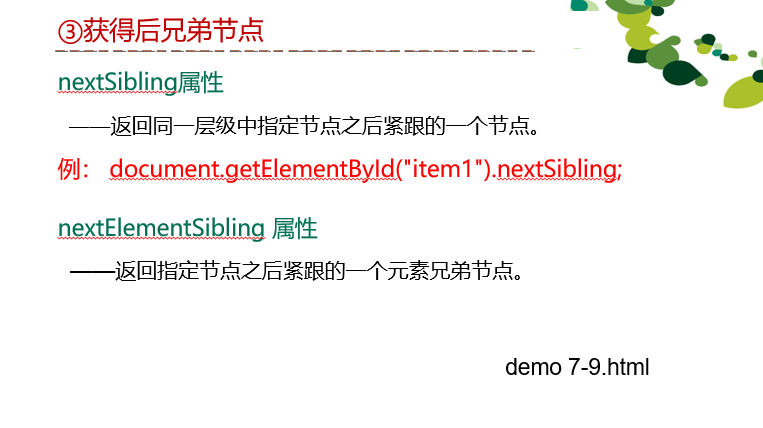 ③获得后兄弟节点
nextSibling属性
——返回同一层级中指定节点之后紧跟的一个节点。
例： document.getElementById("item1").nextSibling;
nextElementSibling 属性
——返回指定节点之后紧跟的一个元素兄弟节点。
demo 7-9.html